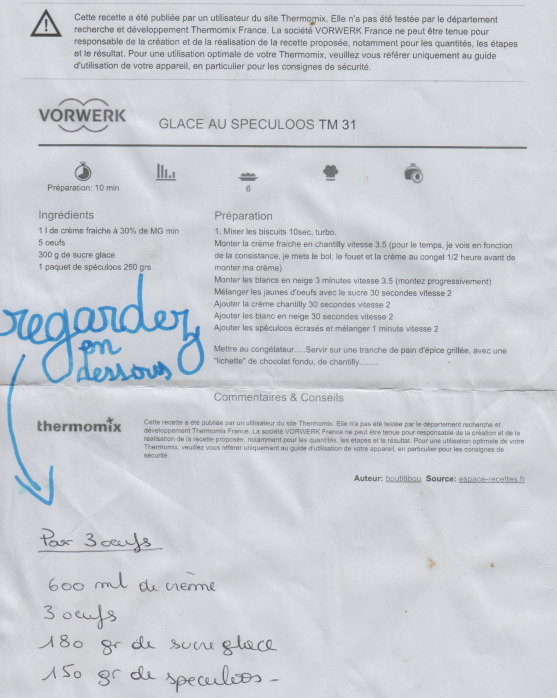 Cette recette a été publiée par un utilisateur du site Thermomix. Elle n'a pas été testée par le département
recherche et développement Thermomix France. La société VORWERK France ne peut être tenue pour
responsable de la création et de la réalisation de la recette proposée, notamment pour les quantités, les étapes
et le résultat. Pour une utilisation optimale de votre Thermomix, veuillez vous référer uniquement au guide
d'utilisation de votre appareil, en particulier pour les consignes de sécurité.
VORWERK
GLACE AU SPECULOOS TM 31
Préparation: 10 min
6
Ingrédients
1 l de crème fraiche à 30% de MG min
5 oeufs
300 g de sucre glace
1 paquet de spéculoos 250 grs
Préparation
1. Mixer les biscuits 10sec, turbo.
Monter la crème fraiche en chantilly vitesse 3.5 (pour le temps, je vois en fonction
de la consistance, je mets le bol, le fouet et la crème au congel 1/2 heure avant de
monter ma crème)
Monter les blancs en neige 3 minutes vitesse 3.5 (montez progressivement)
Mélanger les jaunes d'oeufs avec le sucre 30 secondes vitesse 2
Ajouter la crème chantilly 30 secondes vitesse 2
Ajouter les blanc en neige 30 secondes vitesse 2
Ajouter les spéculoos écrasés et mélanger 1 minute vitesse 2
Mettre au congélateur.....Servir sur une tranche de pain d'épice grillée, avec une
"lichette" de chocolat fondu, de chantilly........
regardez
en
dessous
Commentaires & Conseils
thermomix
Cette recette a été publiée par un utilisateur du site Thermomix. Elle n'a pas été testée par le département recherche et
développement Thermomix France. La société VORWERK France ne peut être tenue pour responsable de la création et de la
réalisation de la recette proposée, notamment pour les quantités, les étapes et le résultat. Pour une utilisation optimale de votre
Thermomix, veuillez vous référer uniquement au guide d'utilisation de votre appareil, en particulier pour les consignes de
sécurité.
Auteur: boutitibou Source: espace-recettes.fr
Pour 3 oeufs
600 ml de crème
3 oeufs
180 gr de sucre glace
150 gr de speculoos -